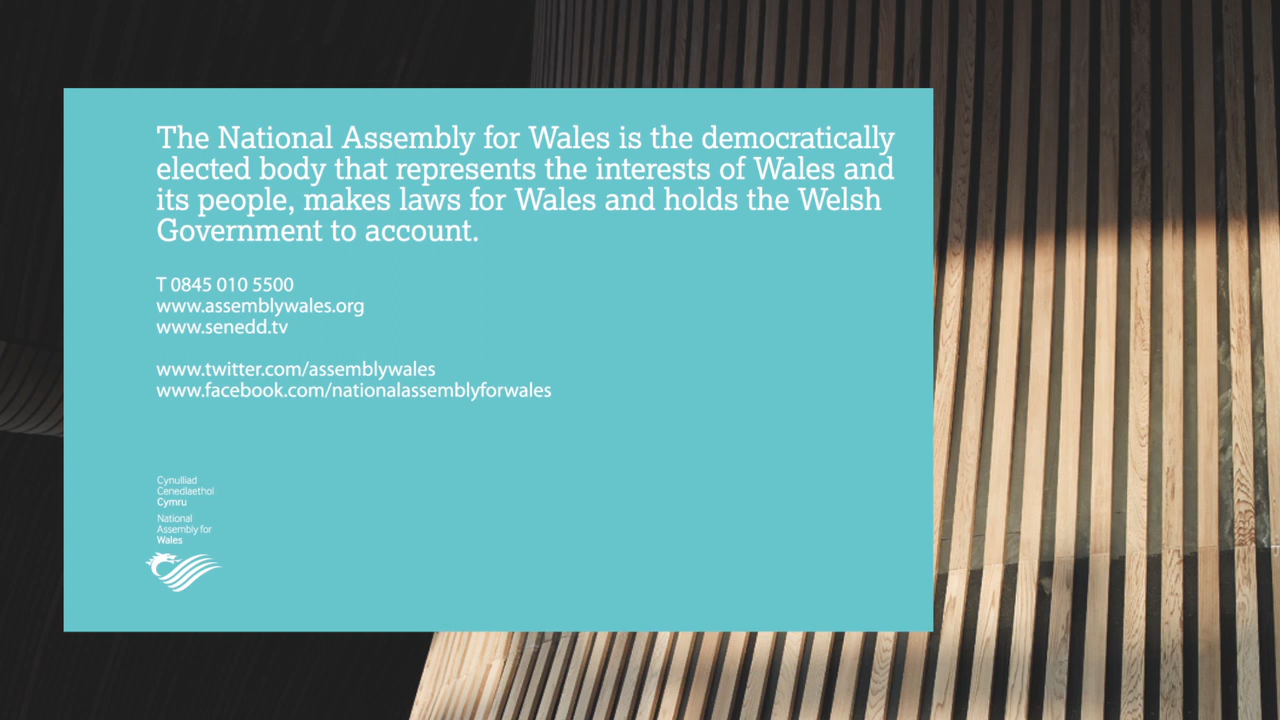 The National Assembly for Wales is the democratically
elected body that represents the interests of Wales and
its people, makes laws for Wales and holds the Welsh
Government to account.
T 0845 010 5500
www.assemblywales.org
www.senedd.tv
www.twitter.com/assemblywales
www.facebook.com/nationalassemblyforwales
Cynulliad
Cenedlaethol
Cymru
National
Assembly for
Wales